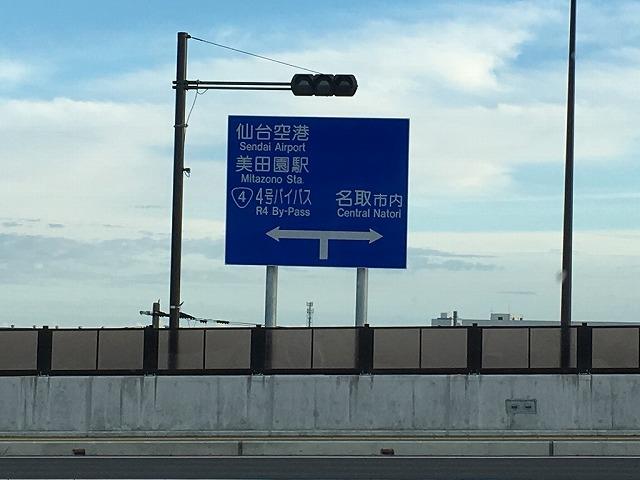 仙台空港
Sendai Airport
美田園駅
Mitazono Sta.
4 4号バイパス
R4 By-Pass
名取市内
Central Natori